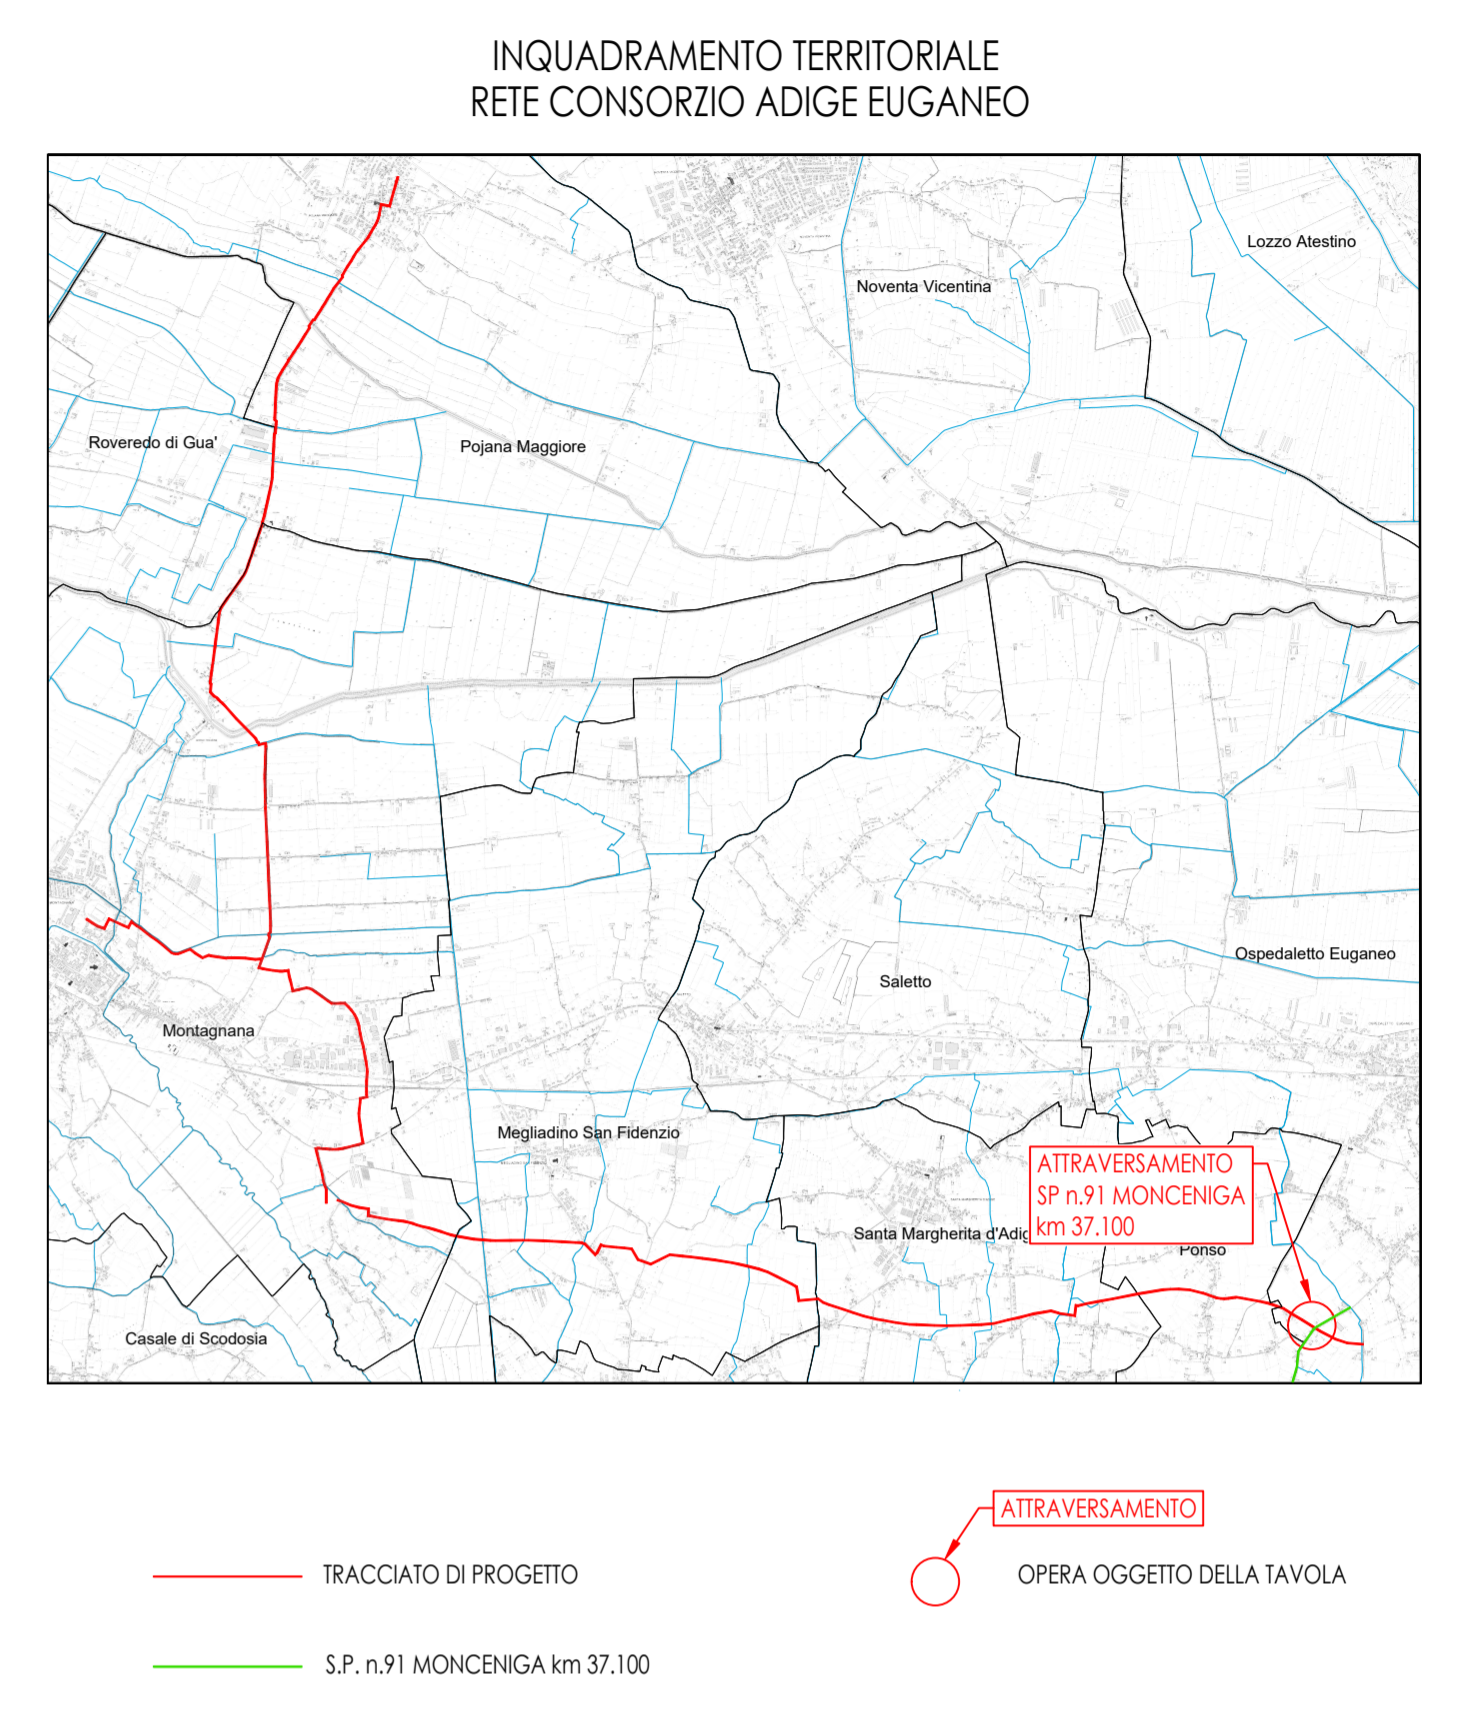 INQUADRAMENTO TERRITORIALE
RETE CONSORZIO ADIGE EUGANEO
Lozzo Atestino
Noventa Vicentina
Roveredo di Gua'
Pojana Maggiore
Ospedaletto Euganeo
Saletto
Montagnana
Megliadino San Fidenzio
ATTRAVERSAMENTO
SP n.91 MONCENIGA
km 37.100
Santa Margherita d'Adig
Ponso
Casale di Scodosia
ATTRAVERSAMENTO
TRACCIATO DI PROGETTO
OPERA OGGETTO DELLA TAVOLA
S.P. n.91 MONCENIGA km 37.100